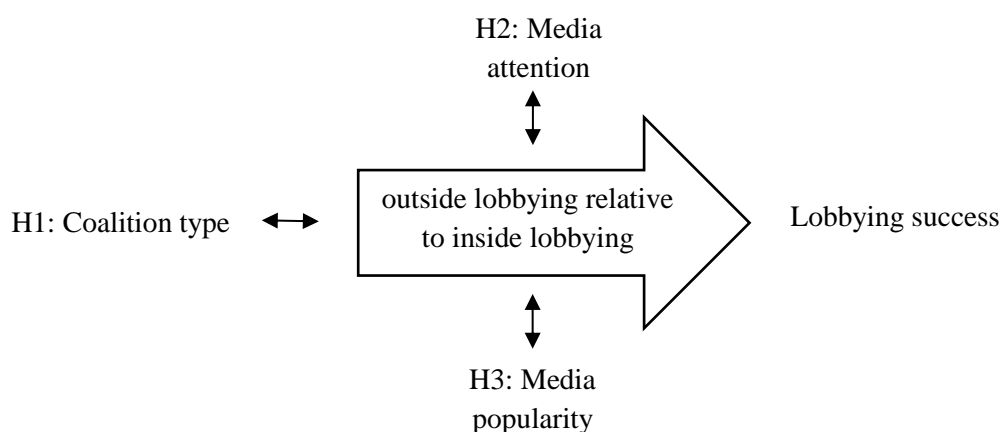 H2: Media
attention
outside lobbying relative
to inside lobbying
H1: Coalition type
Lobbying success
H3: Media
popularity